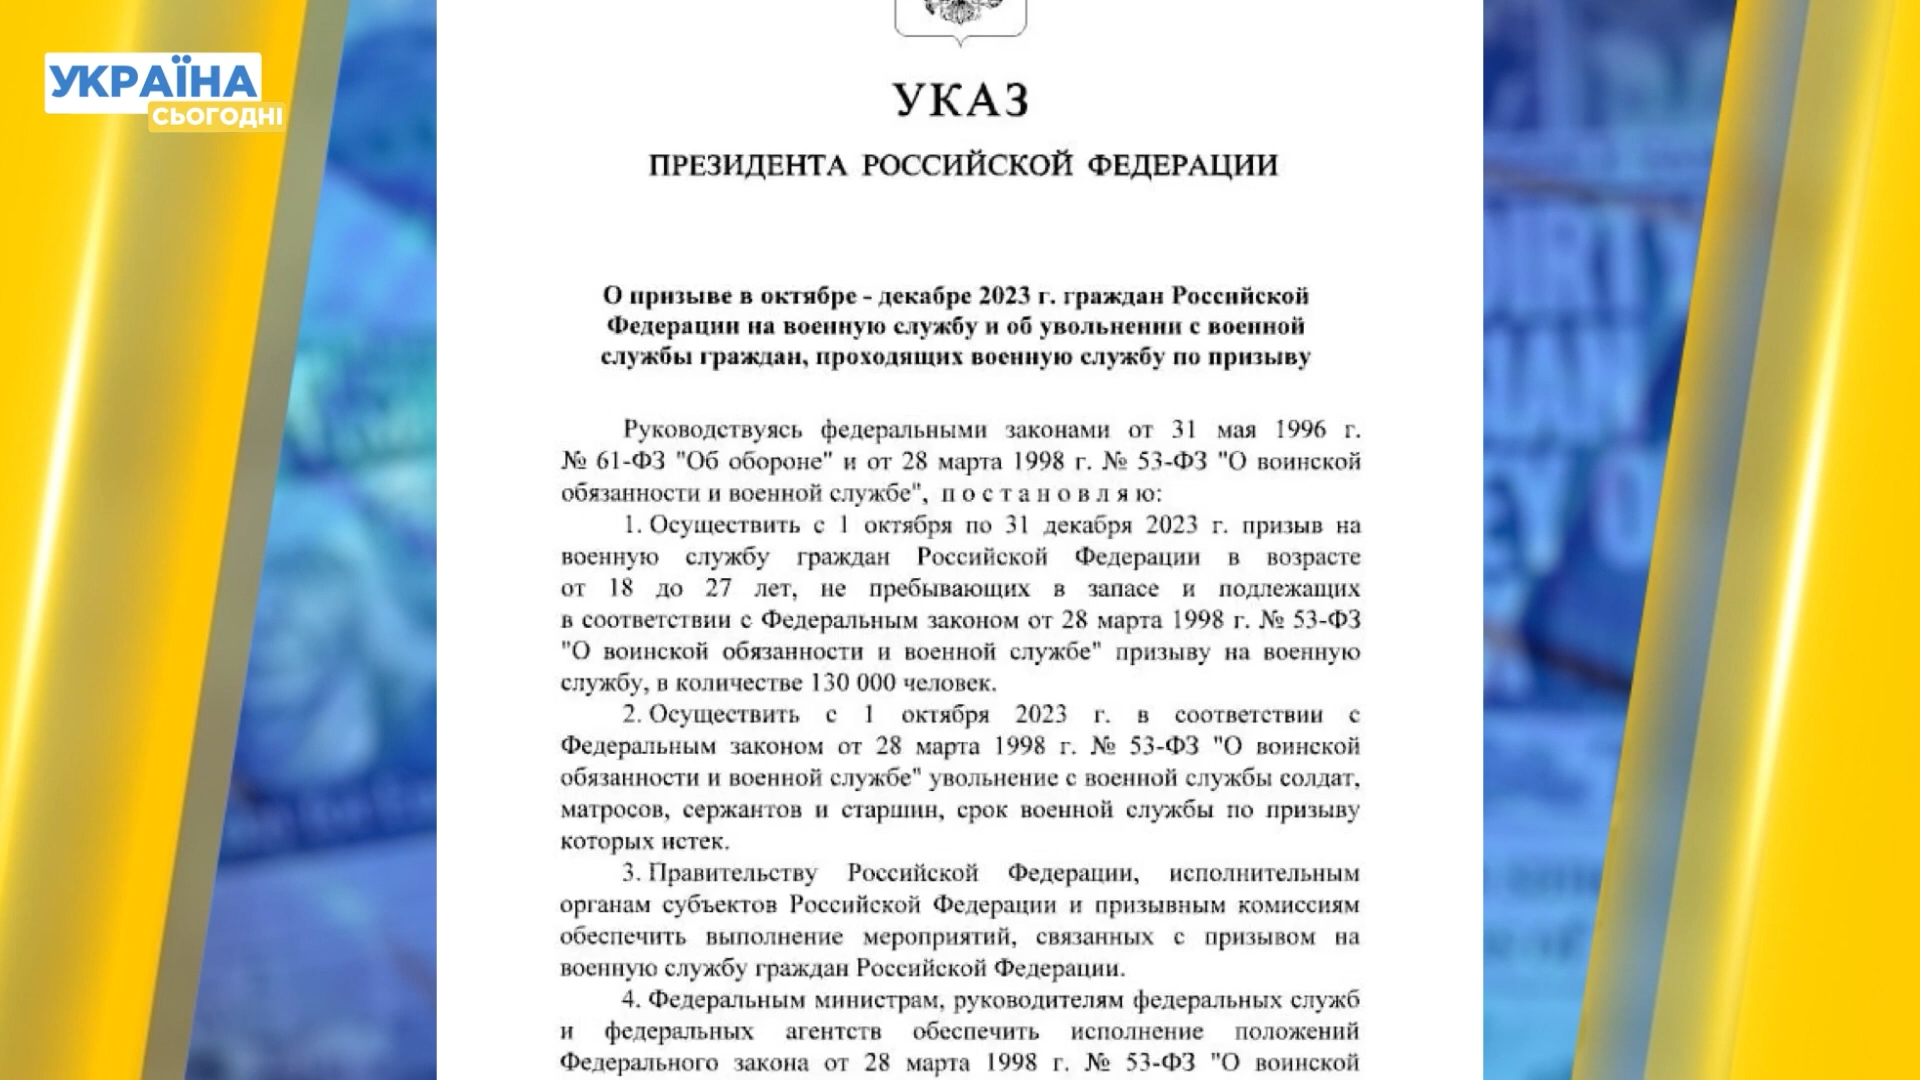 УКРАЇНА
СЬОГОДНІ
УКАЗ
ПРЕЗИДЕНТА РОССИЙСКОЙ ФЕДЕРАЦИИ
О призыве в октябре - декабре 2023 г. граждан Российской
Федерации на военную службу и об увольнении с военной
службы граждан, проходящих военную службу по призыву
Руководствуясь федеральными законами от 31 мая 1996 г.
№ 61-ФЗ "Об обороне" и от 28 марта 1998 г. № 53-ФЗ "О воинской
обязанности и военной службе", п о с т а н о в л я ю:
1. Осуществить с 1 октября по 31 декабря 2023 г. призыв на
военную службу граждан Российской Федерации в возрасте
от 18 до 27 лет, не пребывающих в запасе и подлежащих
в соответствии с Федеральным законом от 28 марта 1998 г. № 53-ФЗ
"О воинской обязанности и военной службе" призыву на военную
службу, в количестве 130 000 человек.
2. Осуществить с 1 октября 2023 г. в соответствии с
Федеральным законом от 28 марта 1998 г. № 53-ФЗ "О воинской
обязанности и военной службе" увольнение с военной службы солдат,
матросов, сержантов и старшин, срок военной службы по призыву
которых истек.
3. Правительству Российской Федерации, исполнительным
органам субъектов Российской Федерации и призывным комиссиям
обеспечить выполнение мероприятий, связанных с призывом на
военную службу граждан Российской Федерации.
4. Федеральным министрам, руководителям федеральных служб
и федеральных агентств обеспечить исполнение положений
Федерального закона от 28 марта 1998 г. № 53-ФЗ "О воинской